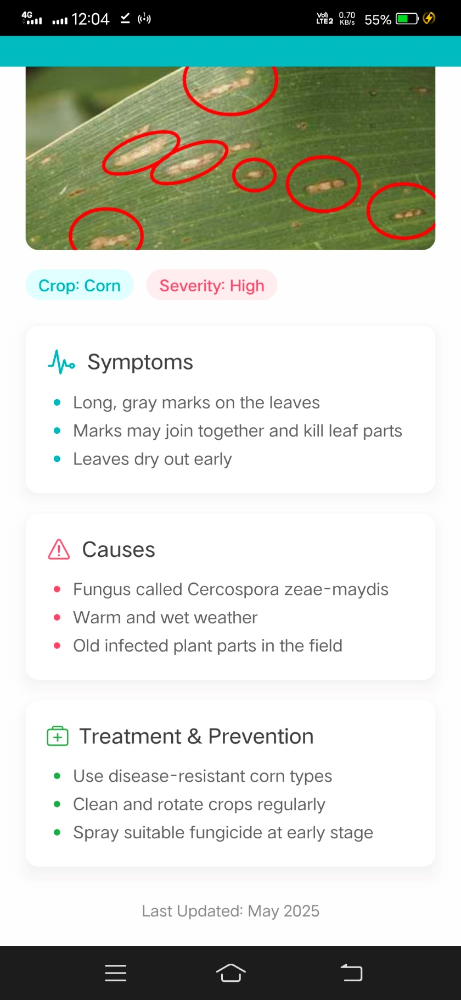 4G 12:04 Vo) LTE2 0.70 KB/s 55%
Crop: Corn Severity: High
Symptoms
Long, gray marks on the leaves
Marks may join together and kill leaf parts
Leaves dry out early
Causes
Fungus called Cercospora zeae-maydis
Warm and wet weather
Old infected plant parts in the field
Treatment & Prevention
Use disease-resistant corn types
Clean and rotate crops regularly
Spray suitable fungicide at early stage
Last Updated: May 2025